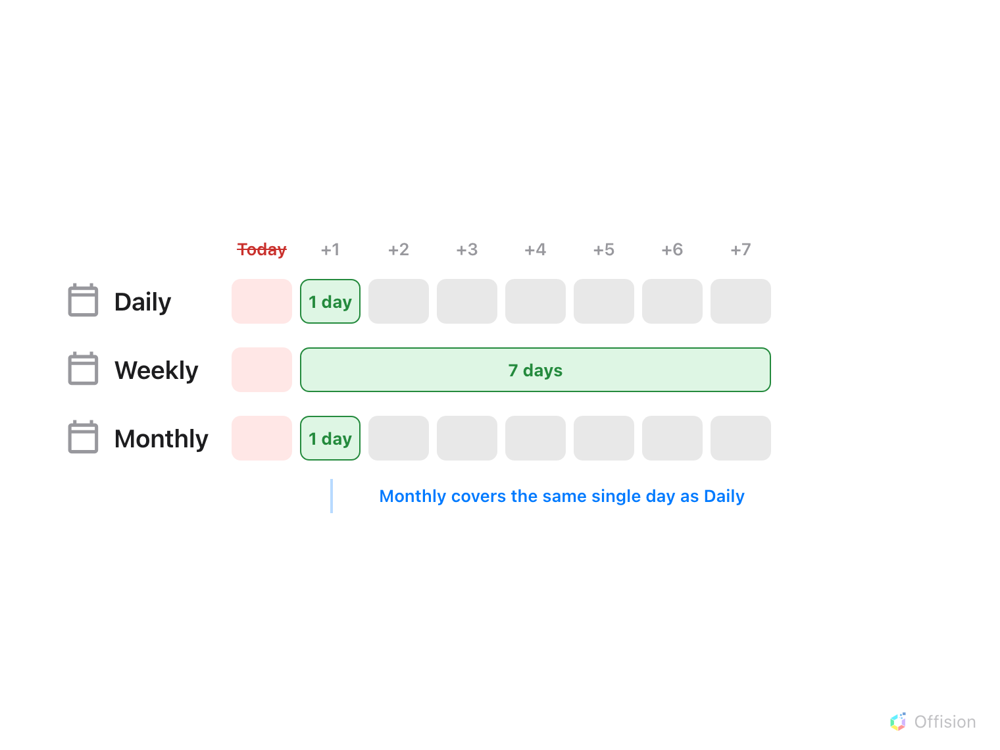 Today +1 +2 +3 +4 +5 +6 +7
Daily 1 day
Weekly 7 days
Monthly 1 day
Monthly covers the same single day as Daily
Offision